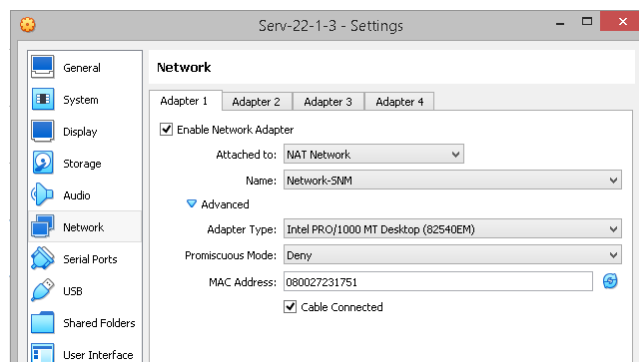 Serv-22-1-3 - Settings
General
System
Display
Storage
Audio
Network
Serial Ports
USB
Shared Folders
User Interface
Network
Adapter 1 Adapter 2 Adapter 3 Adapter 4
Enable Network Adapter
Attached to: NAT Network
Name: Network-SNM
Advanced
Adapter Type: Intel PRO/1000 MT Desktop (82540EM)
Promiscuous Mode: Deny
MAC Address: 080027231751
Cable Connected